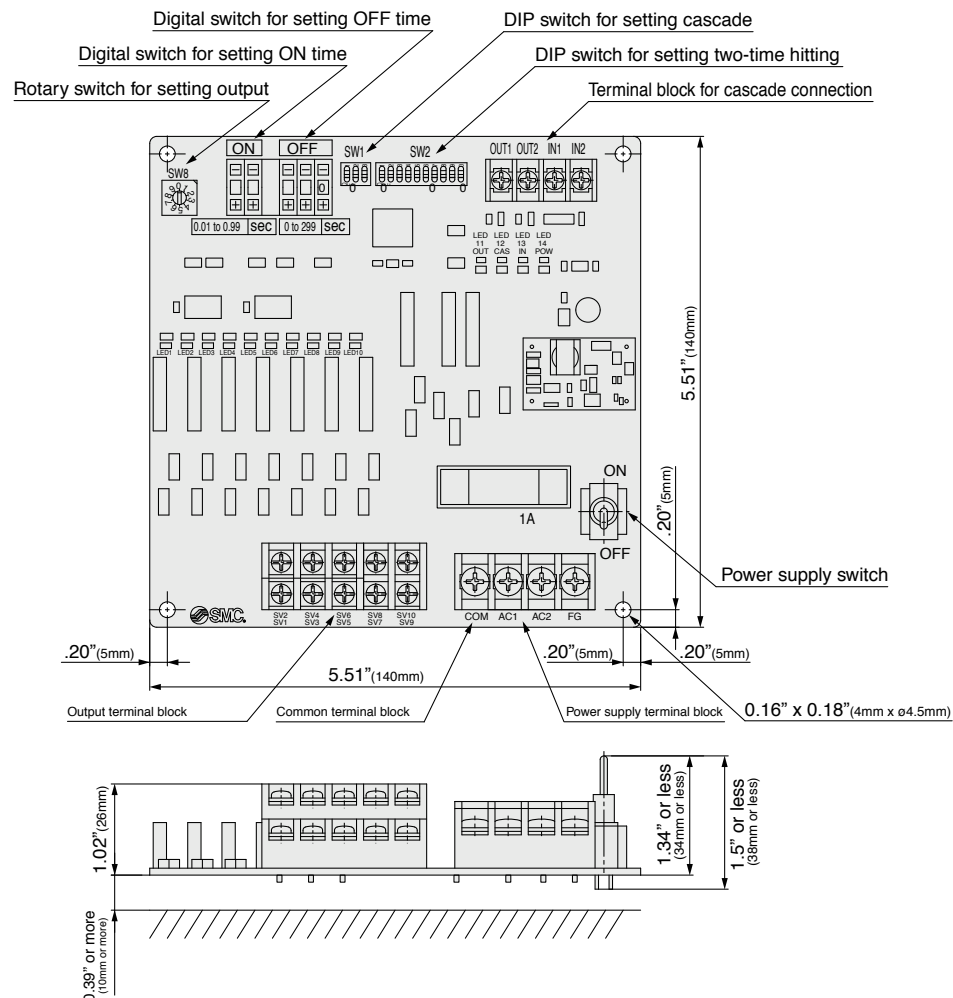 Digital switch for setting OFF time
DIP switch for setting cascade
Digital switch for setting ON time
DIP switch for setting two-time hitting
Rotary switch for setting output
Terminal block for cascade connection
ON OFF SW1 SW2 OUT1 OUT2 IN1 IN2
SW8
0 0 0 0
0.01 to 0.99 sec 0 to 299 sec
LED 11 OUT
LED 12 CAS
LED 13 IN
LED 14 POW
LED1 LED2 LED3 LED4 LED5 LED6 LED7 LED8 LED9 LED10
5.51” (140mm)
ON
1A
OFF
.20” (5mm)
Power supply switch
SMC.
SV2 SV4 SV6 SV8 SV10
SV1 SV3 SV5 SV7 SV9
COM AC1 AC2 FG
.20” (5mm)
5.51” (140mm)
.20” (5mm)
.20” (5mm)
Output terminal block
Common terminal block
Power supply terminal block
0.16” x 0.18” (4mm x ø4.5mm)
1.02” (26mm)
1.34” or less
(34mm or less)
1.5” or less
(38mm or less)
0.39” or more
(10mm or more)